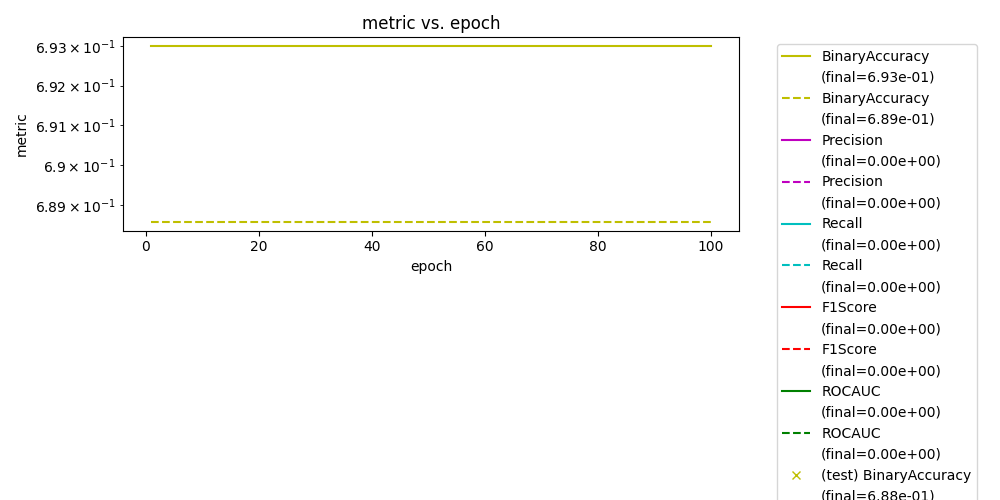 metric vs. epoch
6.93 × 10⁻¹
6.92 × 10⁻¹
6.91 × 10⁻¹
6.9 × 10⁻¹
6.89 × 10⁻¹
metric
0 20 40 60 80 100
epoch
BinaryAccuracy
(final=6.93e-01)
BinaryAccuracy
(final=6.89e-01)
Precision
(final=0.00e+00)
Precision
(final=0.00e+00)
Recall
(final=0.00e+00)
Recall
(final=0.00e+00)
F1Score
(final=0.00e+00)
F1Score
(final=0.00e+00)
ROCAUC
(final=0.00e+00)
ROCAUC
(final=0.00e+00)
(test) BinaryAccuracy
(final=6.88e-01)